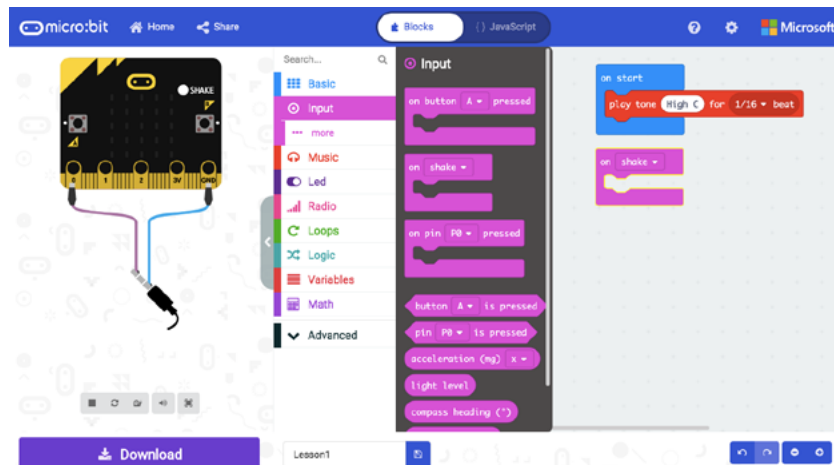 micro:bit Home Share Blocks {} JavaScript ? Microsoft
SHAKE
0 1 2 3V GND
Download
Search...
Basic
Input
more
Music
Led
Radio
Loops
Logic
Variables
Math
Advanced
Input
on button A pressed
on shake
on pin P0 pressed
button A is pressed
pin P0 is pressed
acceleration (mg) x
light level
compass heading (°)
on start
play tone High C for 1/16 beat
on shake
Lesson1